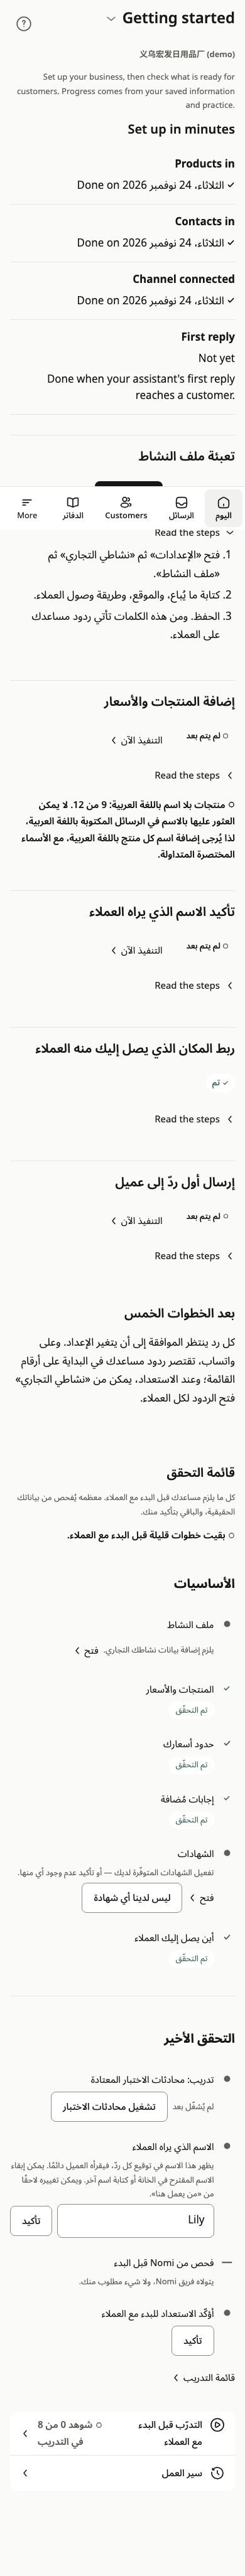 Getting started
义乌宏发日用品厂 (demo)
Set up your business, then check what is ready for
customers. Progress comes from your saved information
and practice.
Set up in minutes
Products in
Done on 2026 الثلاثاء، 24 نوفمبر
Contacts in
Done on 2026 الثلاثاء، 24 نوفمبر
Channel connected
Done on 2026 الثلاثاء، 24 نوفمبر
First reply
Not yet
Done when your assistant's first reply
reaches a customer.
تعبئة ملف النشاط
اليوم
الرسائل
Customers
الدفاتر
More
Read the steps
1. فتح «الإعدادات» ثم «نشاطي التجاري» ثم
«ملف النشاط».
2. كتابة ما يُباع، والموقع، وطريقة وصول العملاء.
3. الحفظ. ومن هذه الكلمات تأتي ردود مساعدك
على العملاء.
إضافة المنتجات والأسعار
لم يتم بعد
التنفيذ الآن
Read the steps
منتجات بلا اسم باللغة العربية: 9 من 12. لا يمكن
العثور عليها بالاسم في الرسائل المكتوبة باللغة العربية،
لذا يُرجى إضافة اسم كل منتج باللغة العربية، مع الأسماء
المختصرة المتداولة.
تأكيد الاسم الذي يراه العملاء
لم يتم بعد
التنفيذ الآن
Read the steps
ربط المكان الذي يصل إليك منه العملاء
تم
Read the steps
إرسال أول ردّ إلى عميل
لم يتم بعد
التنفيذ الآن
Read the steps
بعد الخطوات الخمس
كل رد ينتظر الموافقة إلى أن يتغير الإعداد. وعلى
واتساب، تقتصر ردود مساعدك في البداية على أرقام
القائمة؛ وعند الاستعداد، يمكن من «نشاطي التجاري»
فتح الردود لكل العملاء.
قائمة التحقق
كل ما يلزم مساعدك قبل البدء مع العملاء. معظمه يُفحص من بياناتك
الحقيقية، والباقي يتأكد منك.
بقيت خطوات قليلة قبل البدء مع العملاء.
الأساسيات
ملف النشاط
يلزم إضافة بيانات نشاطك التجاري.
فتح
المنتجات والأسعار
تم التحقّق
حدود أسعارك
تم التحقّق
إجابات مُضافة
تم التحقّق
الشهادات
تفعيل الشهادات المتوفّرة لديك — أو تأكيد عدم وجود أي منها.
فتح
ليس لدينا أي شهادة
أين يصل إليك العملاء
تم التحقّق
التحقق الأخير
تدريب: محادثات الاختبار المعتادة
لم يُشغّل بعد
تشغيل محادثات الاختبار
الاسم الذي يراه العملاء
يظهر هذا الاسم في توقيع كل ردّ، فيقرأه العميل دائمًا. يمكن إبقاء
الاسم المقترح في الخانة أو كتابة اسم آخر. ويمكن تغييره لاحقًا
من «من يعمل هنا».
Lily
تأكيد
فحص من Nomi قبل البدء
يتولاه فريق Nomi، ولا شيء مطلوب منك.
أؤكّد الاستعداد للبدء مع العملاء
تأكيد
قائمة التدريب
التدرّب قبل البدء
مع العملاء
شوهد 0 من 8
في التدريب
سير العمل